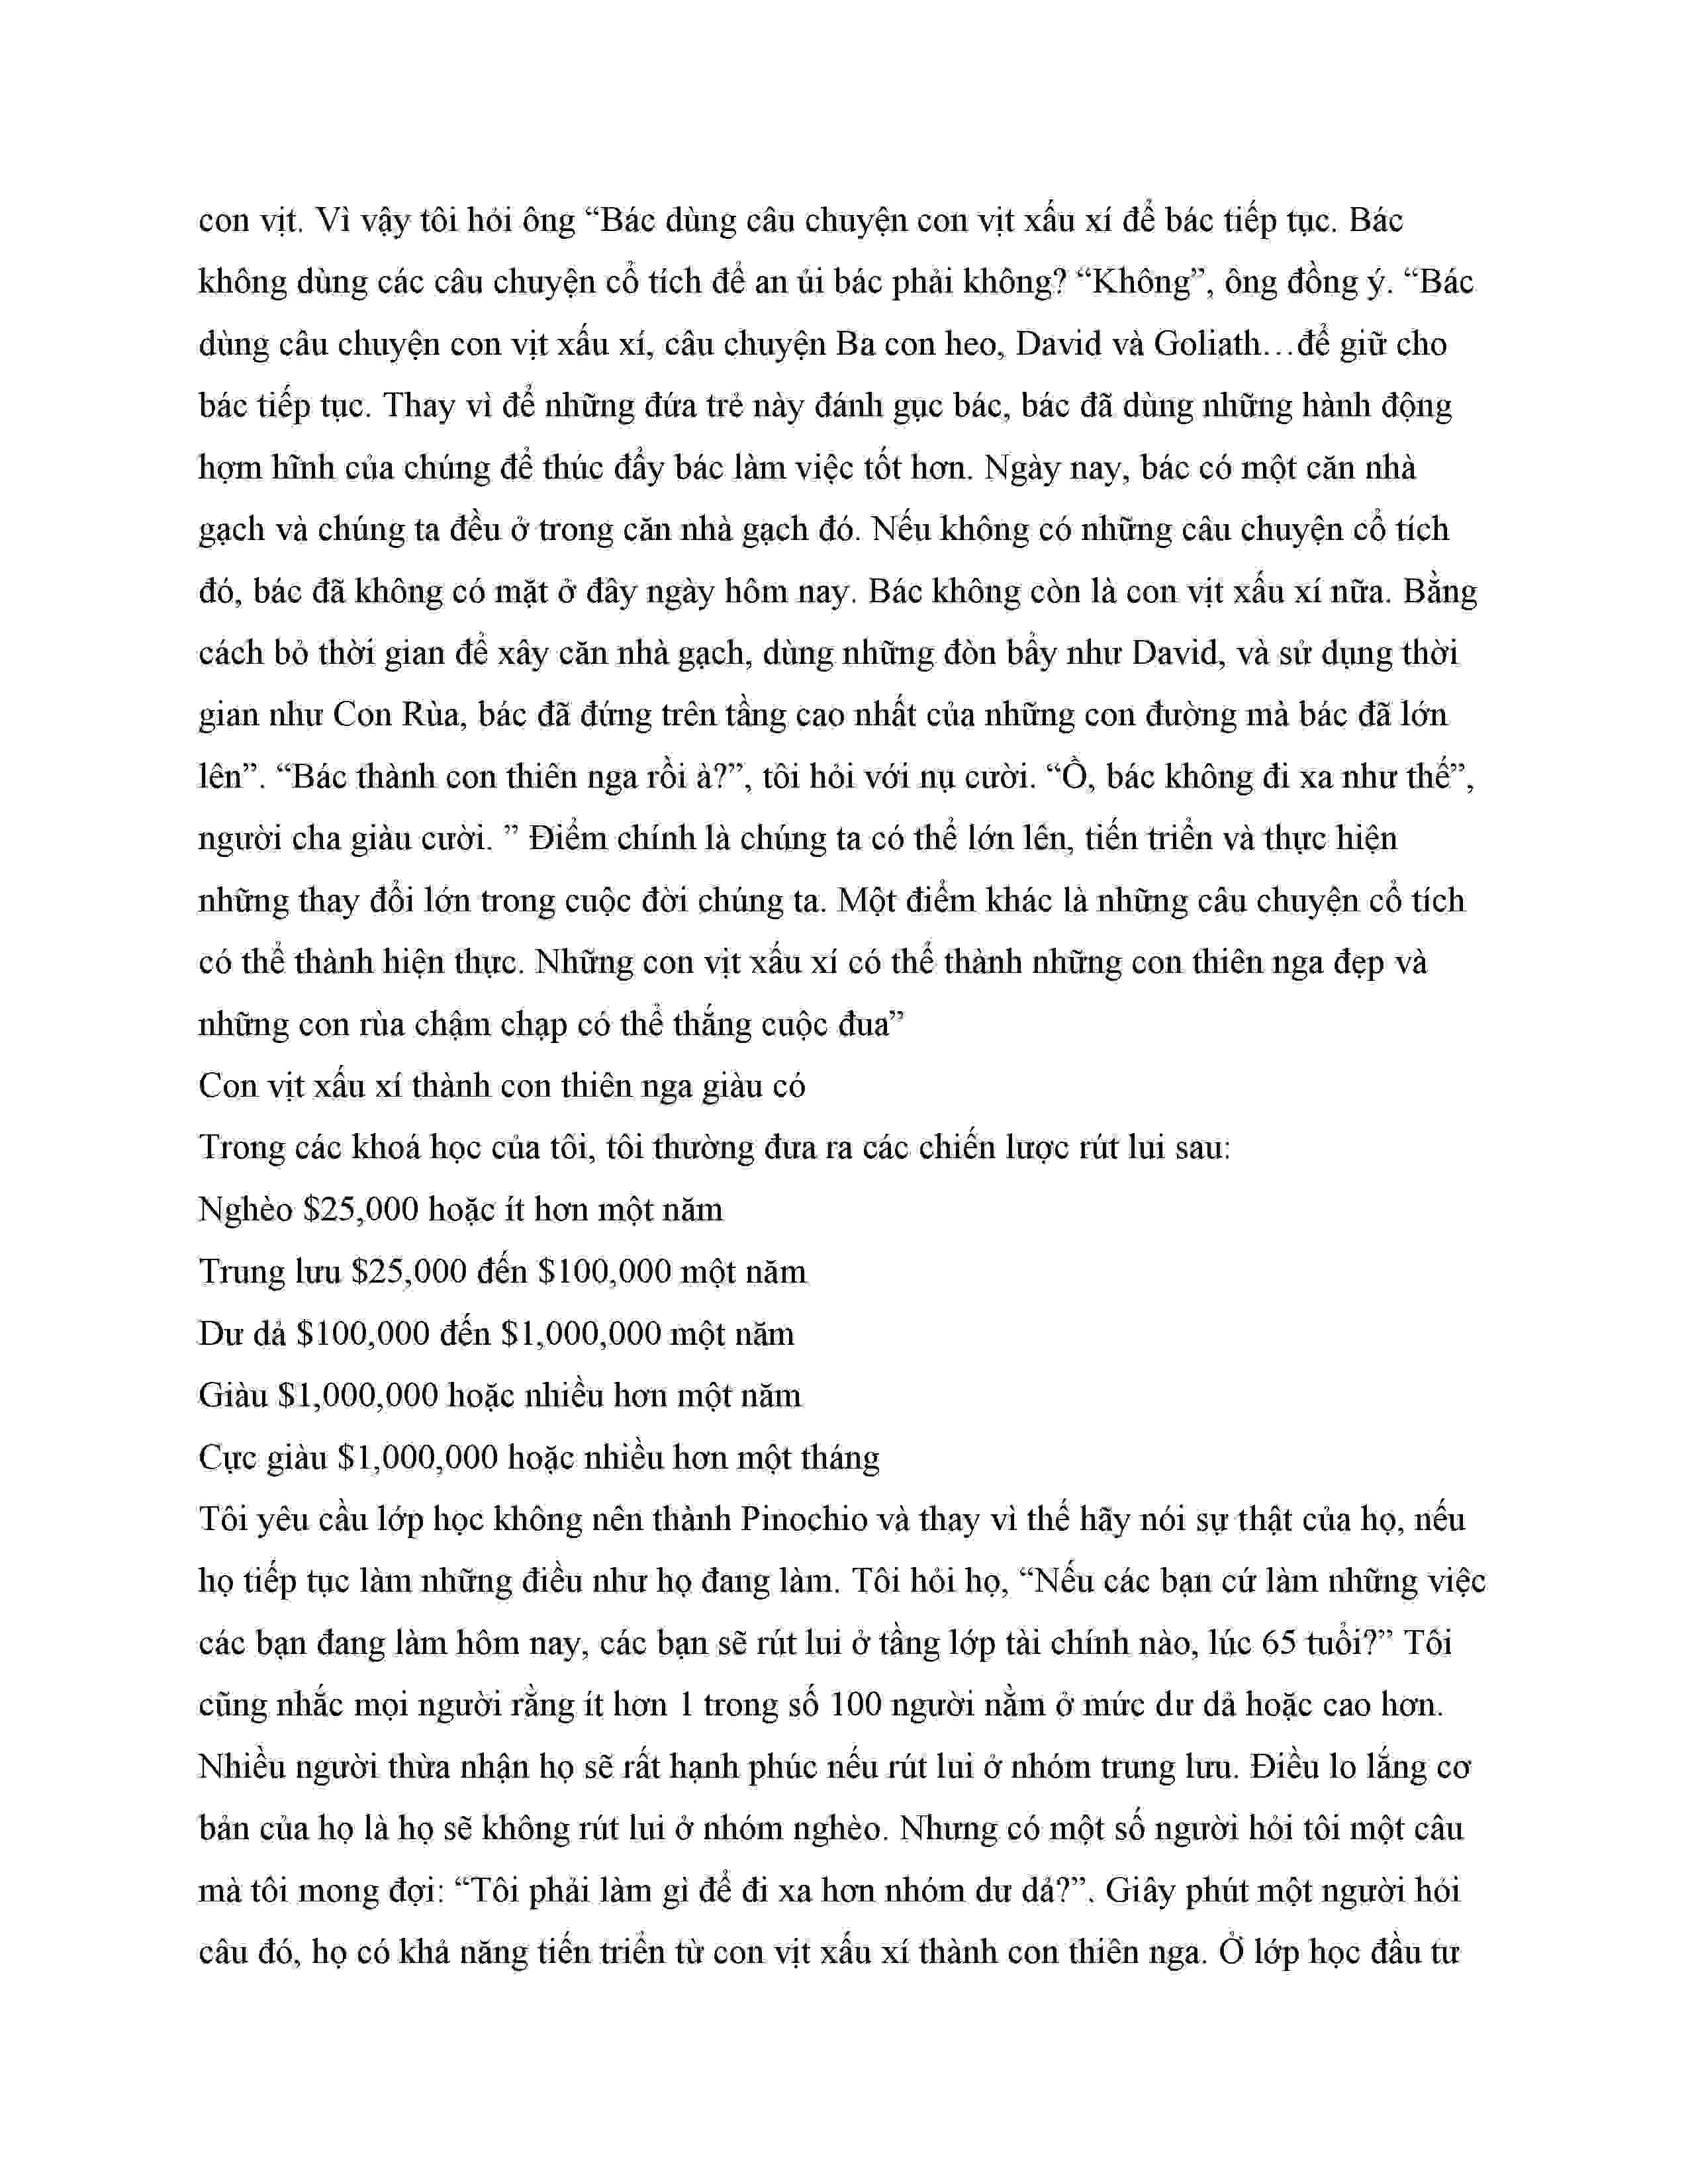 con vịt. Vì vậy tôi hỏi ông “Bác dùng câu chuyện con vịt xấu xí để bác tiếp tục. Bác
không dùng các câu chuyện cổ tích để an ủi bác phải không? “Không”, ông đồng ý. “Bác
dùng câu chuyện con vịt xấu xí, câu chuyện Ba con heo, David và Goliath…để giữ cho
bác tiếp tục. Thay vì để những đứa trẻ này đánh gục bác, bác đã dùng những hành động
hợm hĩnh của chúng để thúc đẩy bác làm việc tốt hơn. Ngày nay, bác có một căn nhà
gạch và chúng ta đều ở trong căn nhà gạch đó. Nếu không có những câu chuyện cổ tích
đó, bác đã không có mặt ở đây ngày hôm nay. Bác không còn là con vịt xấu xí nữa. Bằng
cách bỏ thời gian để xây căn nhà gạch, dùng những đòn bẩy như David, và sử dụng thời
gian như Con Rùa, bác đã đứng trên tầng cao nhất của những con đường mà bác đã lớn
lên”. “Bác thành con thiên nga rồi à?”, tôi hỏi với nụ cười. “Ồ, bác không đi xa như thế”,
người cha giàu cười. ” Điểm chính là chúng ta có thể lớn lên, tiến triển và thực hiện
những thay đổi lớn trong cuộc đời chúng ta. Một điểm khác là những câu chuyện cổ tích
có thể thành hiện thực. Những con vịt xấu xí có thể thành những con thiên nga đẹp và
những con rùa chậm chạp có thể thắng cuộc đua”
Con vịt xấu xí thành con thiên nga giàu có
Trong các khoá học của tôi, tôi thường đưa ra các chiến lược rút lui sau:
Nghèo $25,000 hoặc ít hơn một năm
Trung lưu $25,000 đến $100,000 một năm
Dư dả $100,000 đến $1,000,000 một năm
Giàu $1,000,000 hoặc nhiều hơn một năm
Cực giàu $1,000,000 hoặc nhiều hơn một tháng
Tôi yêu cầu lớp học không nên thành Pinochio và thay vì thế hãy nói sự thật của họ, nếu
họ tiếp tục làm những điều như họ đang làm. Tôi hỏi họ, “Nếu các bạn cứ làm những việc
các bạn đang làm hôm nay, các bạn sẽ rút lui ở tầng lớp tài chính nào, lúc 65 tuổi?” Tôi
cũng nhắc mọi người rằng ít hơn 1 trong số 100 người nằm ở mức dư dả hoặc cao hơn.
Nhiều người thừa nhận họ sẽ rất hạnh phúc nếu rút lui ở nhóm trung lưu. Điều lo lắng cơ
bản của họ là họ sẽ không rút lui ở nhóm nghèo. Nhưng có một số người hỏi tôi một câu
mà tôi mong đợi: “Tôi phải làm gì để đi xa hơn nhóm dư dả?”. Giây phút một người hỏi
câu đó, họ có khả năng tiến triển từ con vịt xấu xí thành con thiên nga. Ở lớp học đầu tư